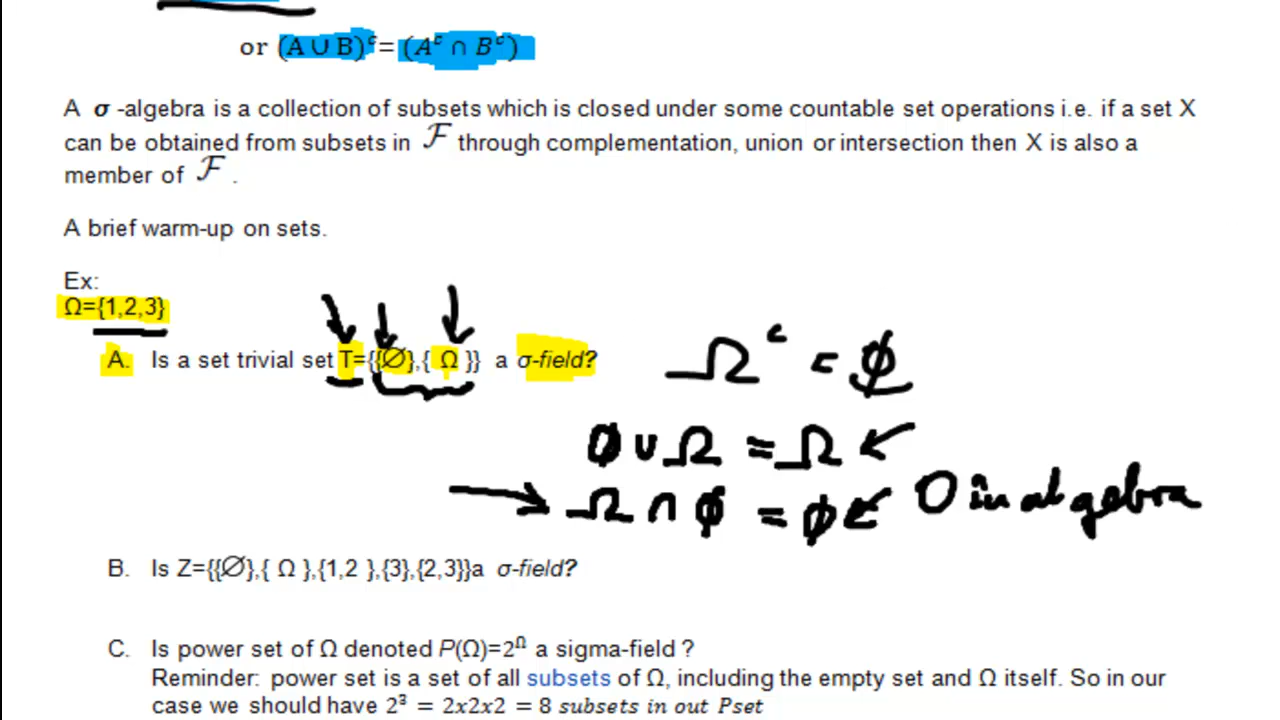 or (A ∪ B)ᶜ= (Aᶜ ∩ Bᶜ)
A σ -algebra is a collection of subsets which is closed under some countable set operations i.e. if a set X
can be obtained from subsets in ℱ through complementation, union or intersection then X is also a
member of ℱ .
A brief warm-up on sets.
Ex:
Ω={1,2,3}
A. Is a set trivial set T={{∅},{ Ω }} a σ-field?
Ωᶜ = ∅
∅ ∪ Ω = Ω
Ω ∩ ∅ = ∅ 0 in algebra
B. Is Z={{∅},{ Ω },{1,2 },{3},{2,3}}a σ-field?
C. Is power set of Ω denoted P(Ω)=2^Ω a sigma-field ?
Reminder: power set is a set of all subsets of Ω, including the empty set and Ω itself. So in our
case we should have 2³ = 2x2x2 = 8 subsets in out Pset